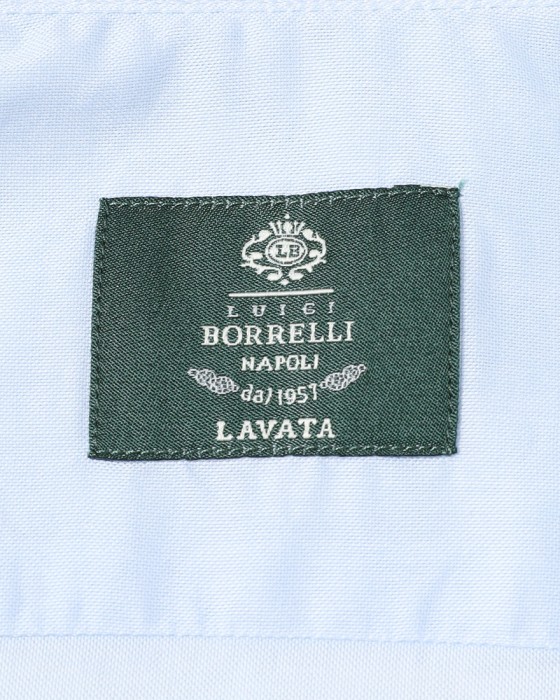 LB
LUIGI
BORRELLI
NAPOLI
dal 1957
LAVATA